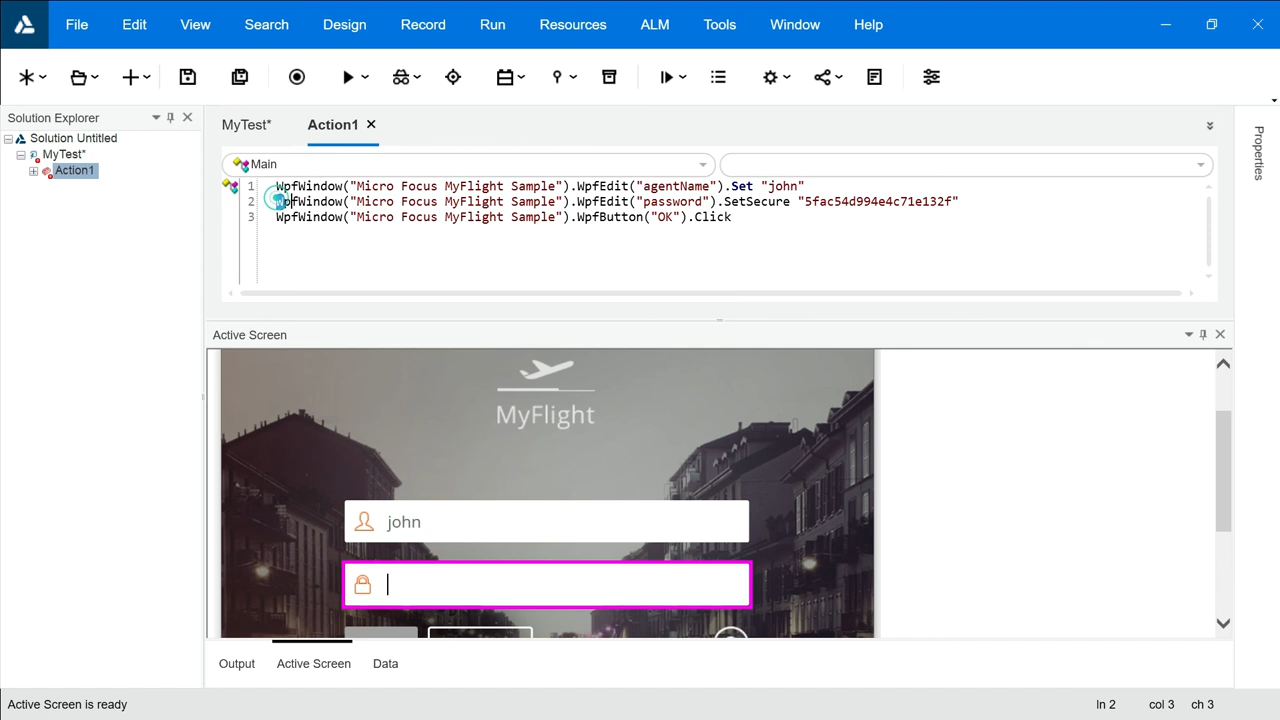 File Edit View Search Design Record Run Resources ALM Tools Window Help
Solution Explorer
Solution Untitled
MyTest*
Action1
MyTest* Action1
Main
1 WpfWindow("Micro Focus MyFlight Sample").WpfEdit("agentName").Set "john"
2 WpfWindow("Micro Focus MyFlight Sample").WpfEdit("password").SetSecure "5fac54d994e4c71e132f"
3 WpfWindow("Micro Focus MyFlight Sample").WpfButton("OK").Click
Properties
Active Screen
MyFlight
john
Output Active Screen Data
Active Screen is ready ln 2 col 3 ch 3